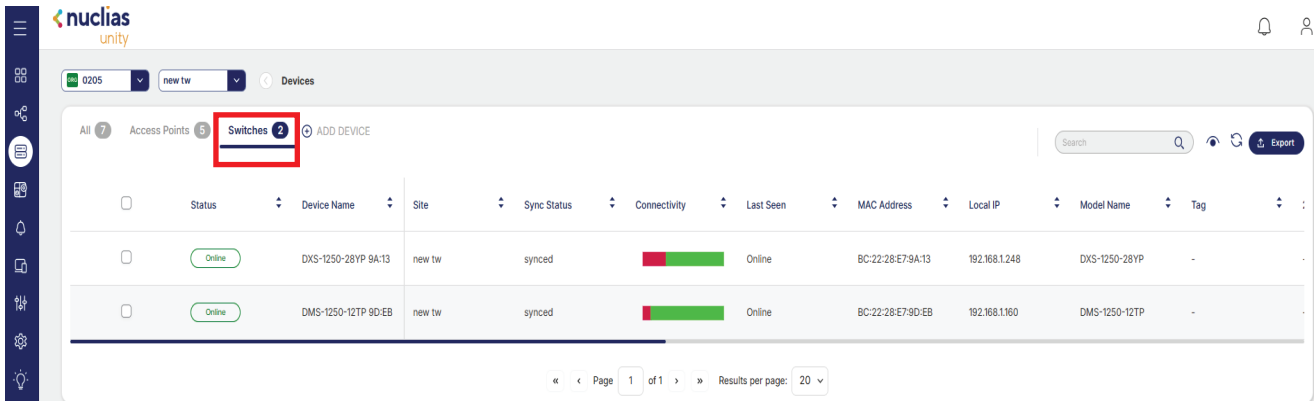 nuclias
unity
ORG 0205 new tw Devices
All 7 Access Points 5 Switches 2 ADD DEVICE Search Export
Status Device Name Site Sync Status Connectivity Last Seen MAC Address Local IP Model Name Tag
Online DXS-1250-28YP 9A:13 new tw synced Online BC:22:28:E7:9A:13 192.168.1.248 DXS-1250-28YP - -
Online DMS-1250-12TP 9D:EB new tw synced Online BC:22:28:E7:9D:EB 192.168.1.160 DMS-1250-12TP - -
« ‹ Page 1 of 1 › » Results per page: 20